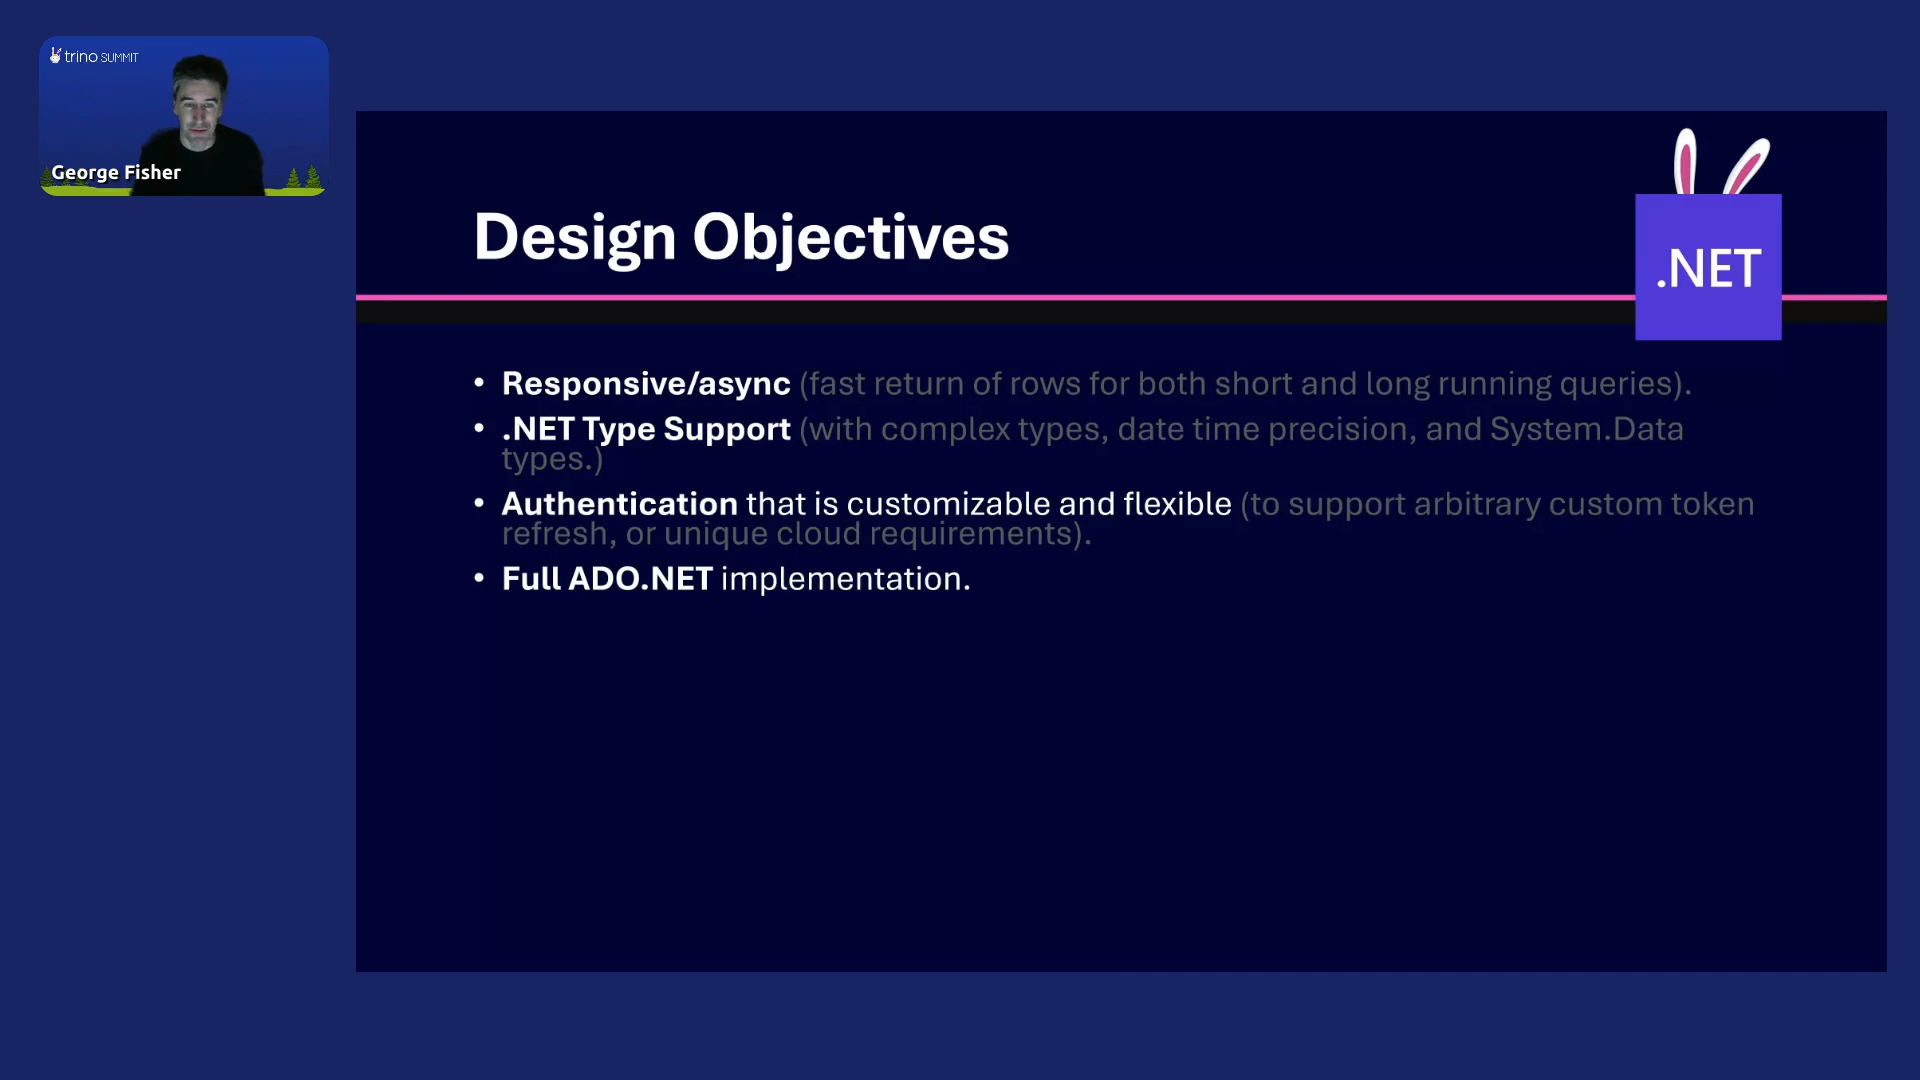 trino SUMMIT
George Fisher
.NET
Design Objectives
• Responsive/async (fast return of rows for both short and long running queries).
• .NET Type Support (with complex types, date time precision, and System.Data
types.)
• Authentication that is customizable and flexible (to support arbitrary custom token
refresh, or unique cloud requirements).
• Full ADO.NET implementation.